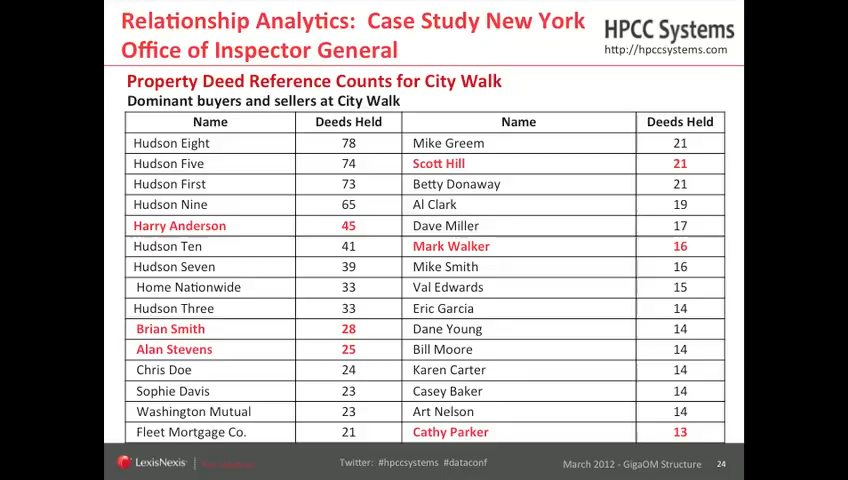 Relationship Analytics: Case Study New York
Office of Inspector General
HPCC Systems
http://hpccsystems.com
Property Deed Reference Counts for City Walk
Dominant buyers and sellers at City Walk
Name Deeds Held Name Deeds Held
Hudson Eight 78 Mike Greem 21
Hudson Five 74 Scott Hill 21
Hudson First 73 Betty Donaway 21
Hudson Nine 65 Al Clark 19
Harry Anderson 45 Dave Miller 17
Hudson Ten 41 Mark Walker 16
Hudson Seven 39 Mike Smith 16
Home Nationwide 33 Val Edwards 15
Hudson Three 33 Eric Garcia 14
Brian Smith 28 Dane Young 14
Alan Stevens 25 Bill Moore 14
Chris Doe 24 Karen Carter 14
Sophie Davis 23 Casey Baker 14
Washington Mutual 23 Art Nelson 14
Fleet Mortgage Co. 21 Cathy Parker 13
LexisNexis Twitter: #hpccsystems #dataconf March 2012 - GigaOM Structure 24